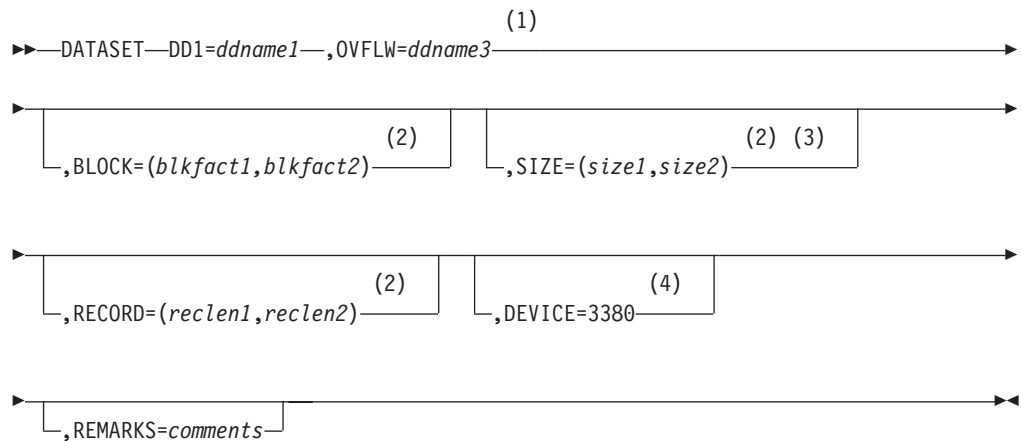 (1)
DATASET DD1=ddname1 ,OVFLW=ddname3
(2) (2) (3)
,BLOCK=(blkfact1,blkfact2) ,SIZE=(size1,size2)
(2) (4)
,RECORD=(reclen1,reclen2) ,DEVICE=3380
,REMARKS=comments